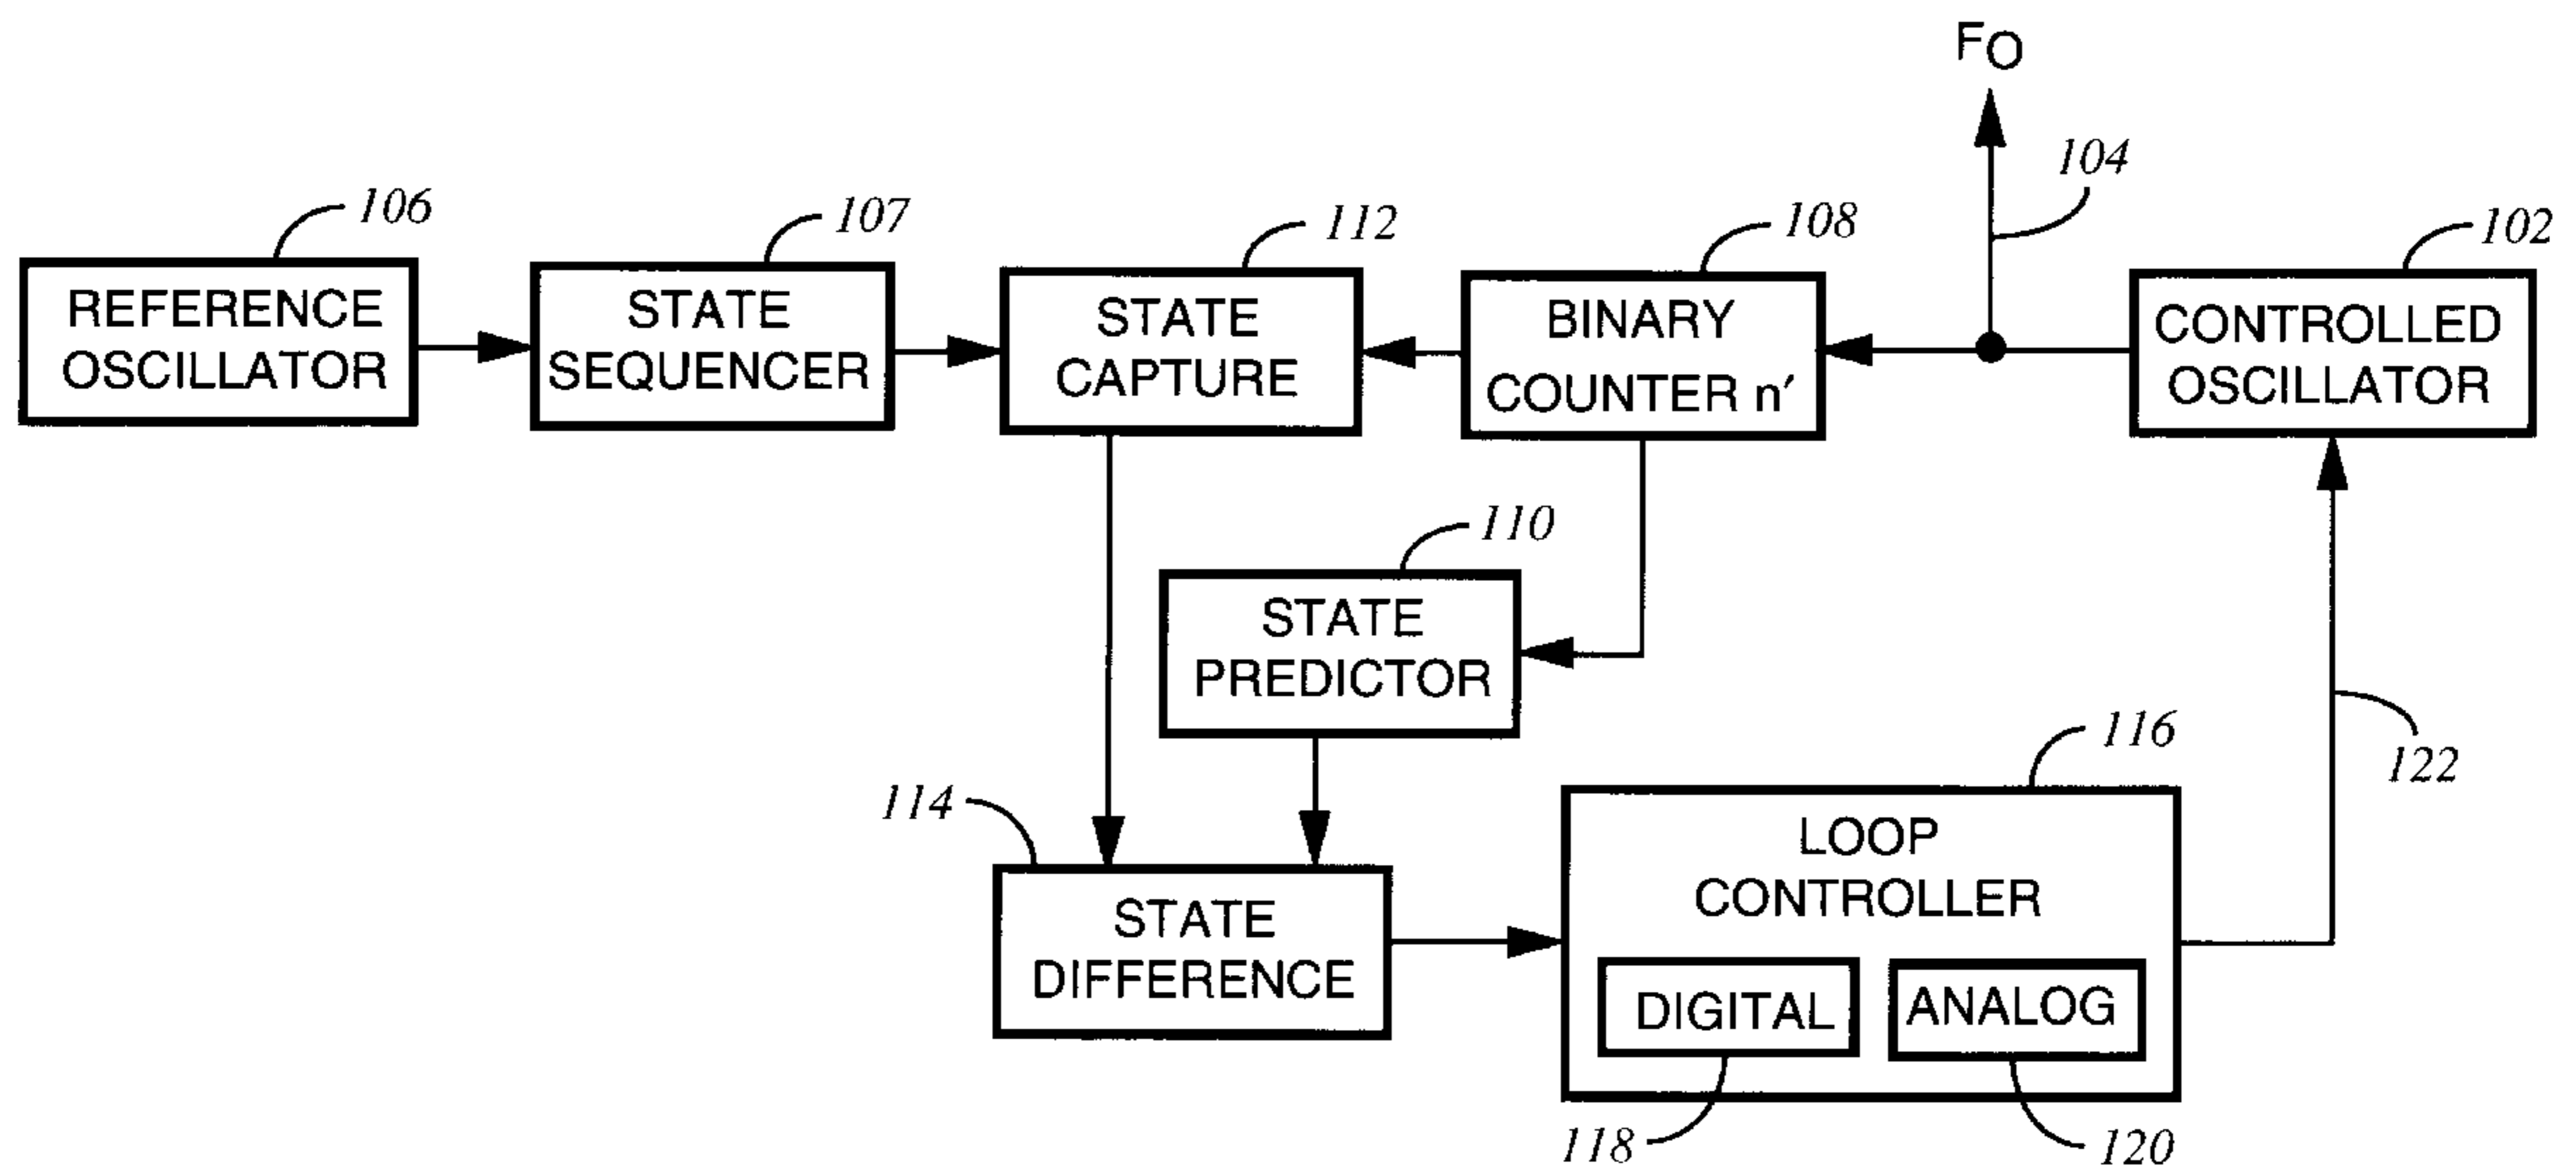 FO
104
106
107
112
108
102
REFERENCE
OSCILLATOR
STATE
SEQUENCER
STATE
CAPTURE
BINARY
COUNTER n′
CONTROLLED
OSCILLATOR
110
STATE
PREDICTOR
116
122
114
STATE
DIFFERENCE
LOOP
CONTROLLER
DIGITAL
ANALOG
118
120